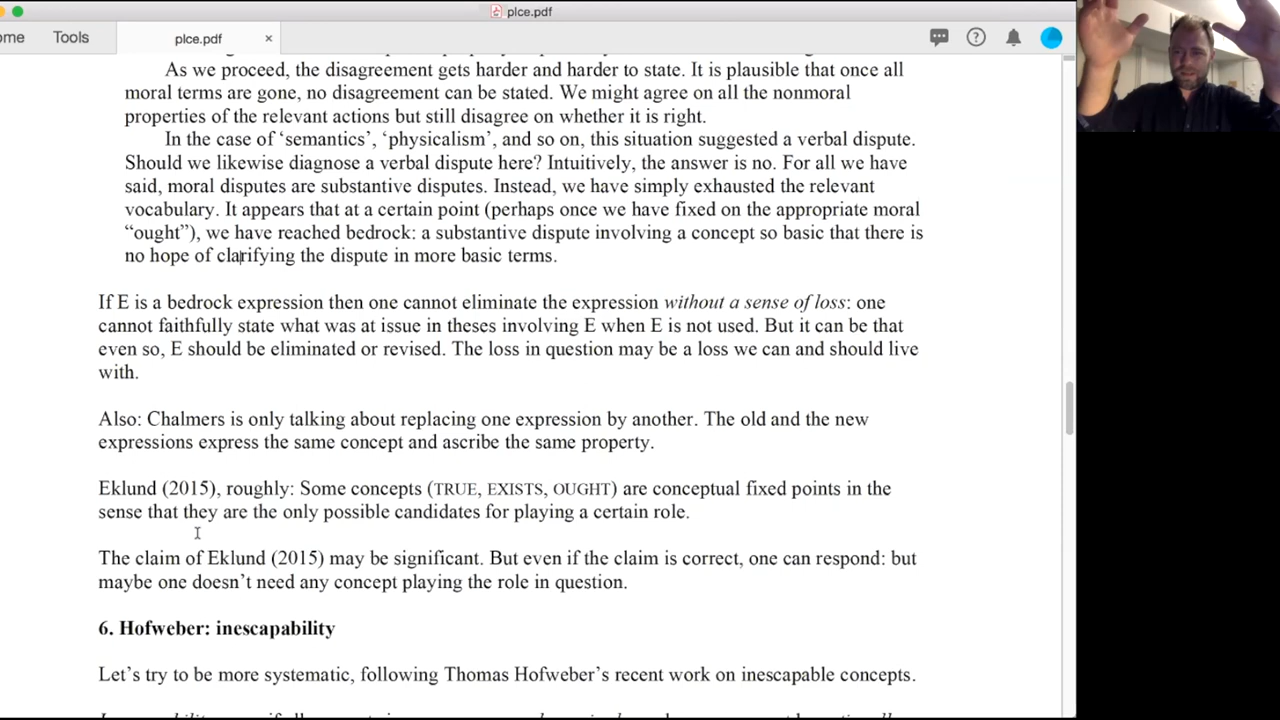 plce.pdf
ome Tools plce.pdf ×
As we proceed, the disagreement gets harder and harder to state. It is plausible that once all
moral terms are gone, no disagreement can be stated. We might agree on all the nonmoral
properties of the relevant actions but still disagree on whether it is right.
In the case of ‘semantics’, ‘physicalism’, and so on, this situation suggested a verbal dispute.
Should we likewise diagnose a verbal dispute here? Intuitively, the answer is no. For all we have
said, moral disputes are substantive disputes. Instead, we have simply exhausted the relevant
vocabulary. It appears that at a certain point (perhaps once we have fixed on the appropriate moral
“ought”), we have reached bedrock: a substantive dispute involving a concept so basic that there is
no hope of clarifying the dispute in more basic terms.
If E is a bedrock expression then one cannot eliminate the expression without a sense of loss: one
cannot faithfully state what was at issue in theses involving E when E is not used. But it can be that
even so, E should be eliminated or revised. The loss in question may be a loss we can and should live
with.
Also: Chalmers is only talking about replacing one expression by another. The old and the new
expressions express the same concept and ascribe the same property.
Eklund (2015), roughly: Some concepts (TRUE, EXISTS, OUGHT) are conceptual fixed points in the
sense that they are the only possible candidates for playing a certain role.
The claim of Eklund (2015) may be significant. But even if the claim is correct, one can respond: but
maybe one doesn’t need any concept playing the role in question.
6. Hofweber: inescapability
Let’s try to be more systematic, following Thomas Hofweber’s recent work on inescapable concepts.